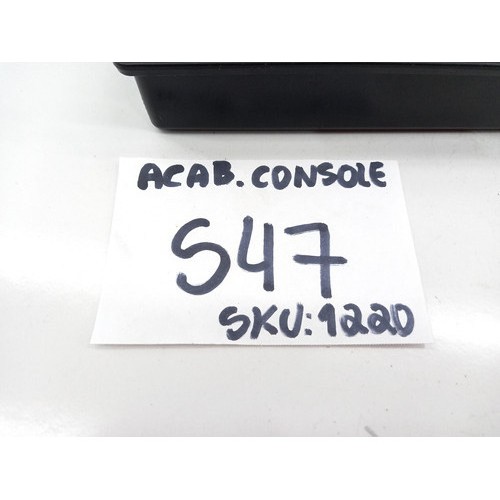 ACAB. CONSOLE
S47
SKU: 1220